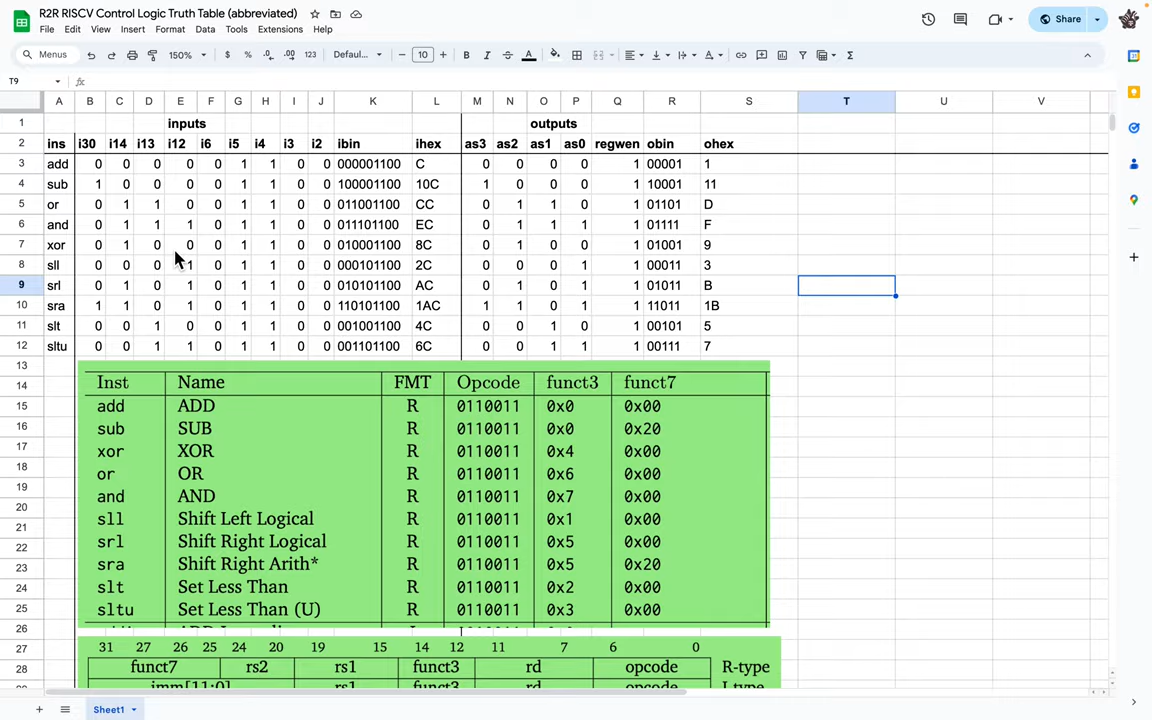 R2R RISCV Control Logic Truth Table (abbreviated)
File Edit View Insert Format Data Tools Extensions Help
Share
Menus 150% $ % .0 .00 123 Defaul... − 10 + B I S A
T9 fx
A B C D E F G H I J K L M N O P Q R S T U V
1 inputs outputs
2 ins i30 i14 i13 i12 i6 i5 i4 i3 i2 ibin ihex as3 as2 as1 as0 regwen obin ohex
3 add 0 0 0 0 0 1 1 0 0 000001100 C 0 0 0 0 1 00001 1
4 sub 1 0 0 0 0 1 1 0 0 100001100 10C 1 0 0 0 1 10001 11
5 or 0 1 1 0 0 1 1 0 0 011001100 CC 0 1 1 0 1 01101 D
6 and 0 1 1 1 0 1 1 0 0 011101100 EC 0 1 1 1 1 01111 F
7 xor 0 1 0 0 0 1 1 0 0 010001100 8C 0 1 0 0 1 01001 9
8 sll 0 0 0 1 0 1 1 0 0 000101100 2C 0 0 0 1 1 00011 3
9 srl 0 1 0 1 0 1 1 0 0 010101100 AC 0 1 0 1 1 01011 B
10 sra 1 1 0 1 0 1 1 0 0 110101100 1AC 1 1 0 1 1 11011 1B
11 slt 0 0 1 0 0 1 1 0 0 001001100 4C 0 0 1 0 1 00101 5
12 sltu 0 0 1 1 0 1 1 0 0 001101100 6C 0 0 1 1 1 00111 7
13
14 Inst Name FMT Opcode funct3 funct7
15 add ADD R 0110011 0x0 0x00
16 sub SUB R 0110011 0x0 0x20
17 xor XOR R 0110011 0x4 0x00
18 or OR R 0110011 0x6 0x00
19 and AND R 0110011 0x7 0x00
20 sll Shift Left Logical R 0110011 0x1 0x00
21
22 srl Shift Right Logical R 0110011 0x5 0x00
23 sra Shift Right Arith* R 0110011 0x5 0x20
24 slt Set Less Than R 0110011 0x2 0x00
25 sltu Set Less Than (U) R 0110011 0x3 0x00
26
27 31 27 26 25 24 20 19 15 14 12 11 7 6 0
28 funct7 rs2 rs1 funct3 rd opcode R-type
imm[11:0] rs1 funct3 rd opcode I-type
Sheet1